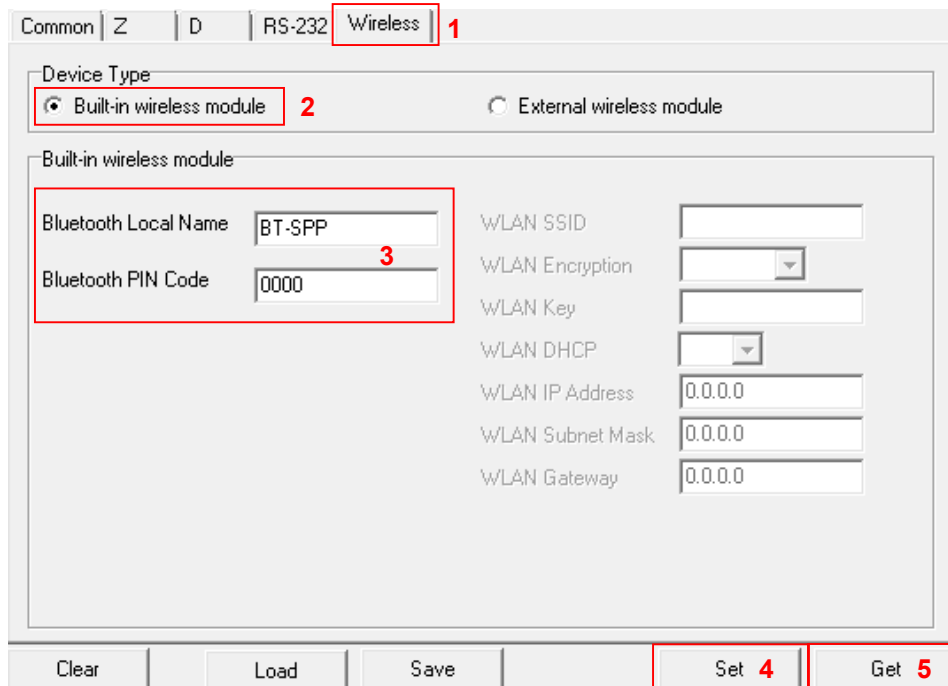 Common Z D RS-232 Wireless 1
Device Type
Built-in wireless module 2 External wireless module
Built-in wireless module
Bluetooth Local Name BT-SPP
3
Bluetooth PIN Code 0000
WLAN SSID
WLAN Encryption
WLAN Key
WLAN DHCP
WLAN IP Address 0.0.0.0
WLAN Subnet Mask 0.0.0.0
WLAN Gateway 0.0.0.0
Clear Load Save Set 4 Get 5